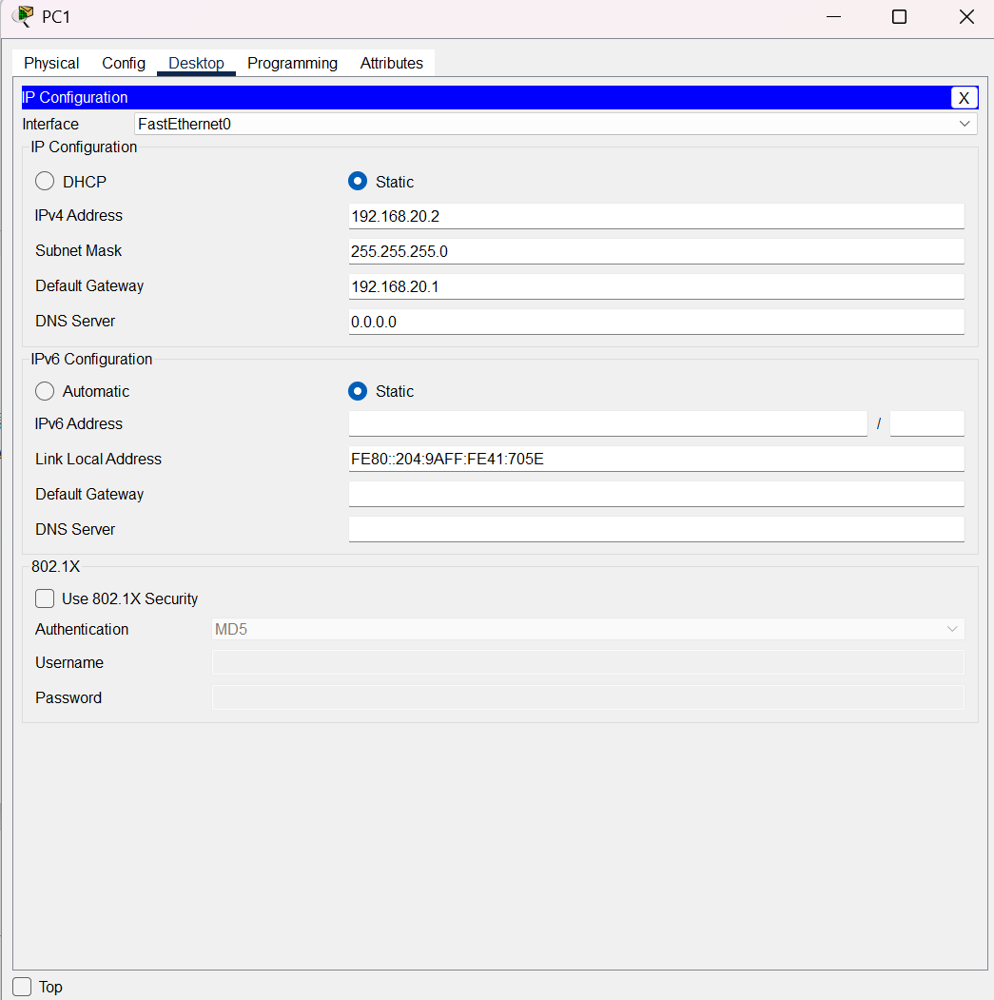 PC1
Physical Config Desktop Programming Attributes
IP Configuration X
Interface FastEthernet0
IP Configuration
DHCP Static
IPv4 Address 192.168.20.2
Subnet Mask 255.255.255.0
Default Gateway 192.168.20.1
DNS Server 0.0.0.0
IPv6 Configuration
Automatic Static
IPv6 Address /
Link Local Address FE80::204:9AFF:FE41:705E
Default Gateway
DNS Server
802.1X
Use 802.1X Security
Authentication MD5
Username
Password
Top